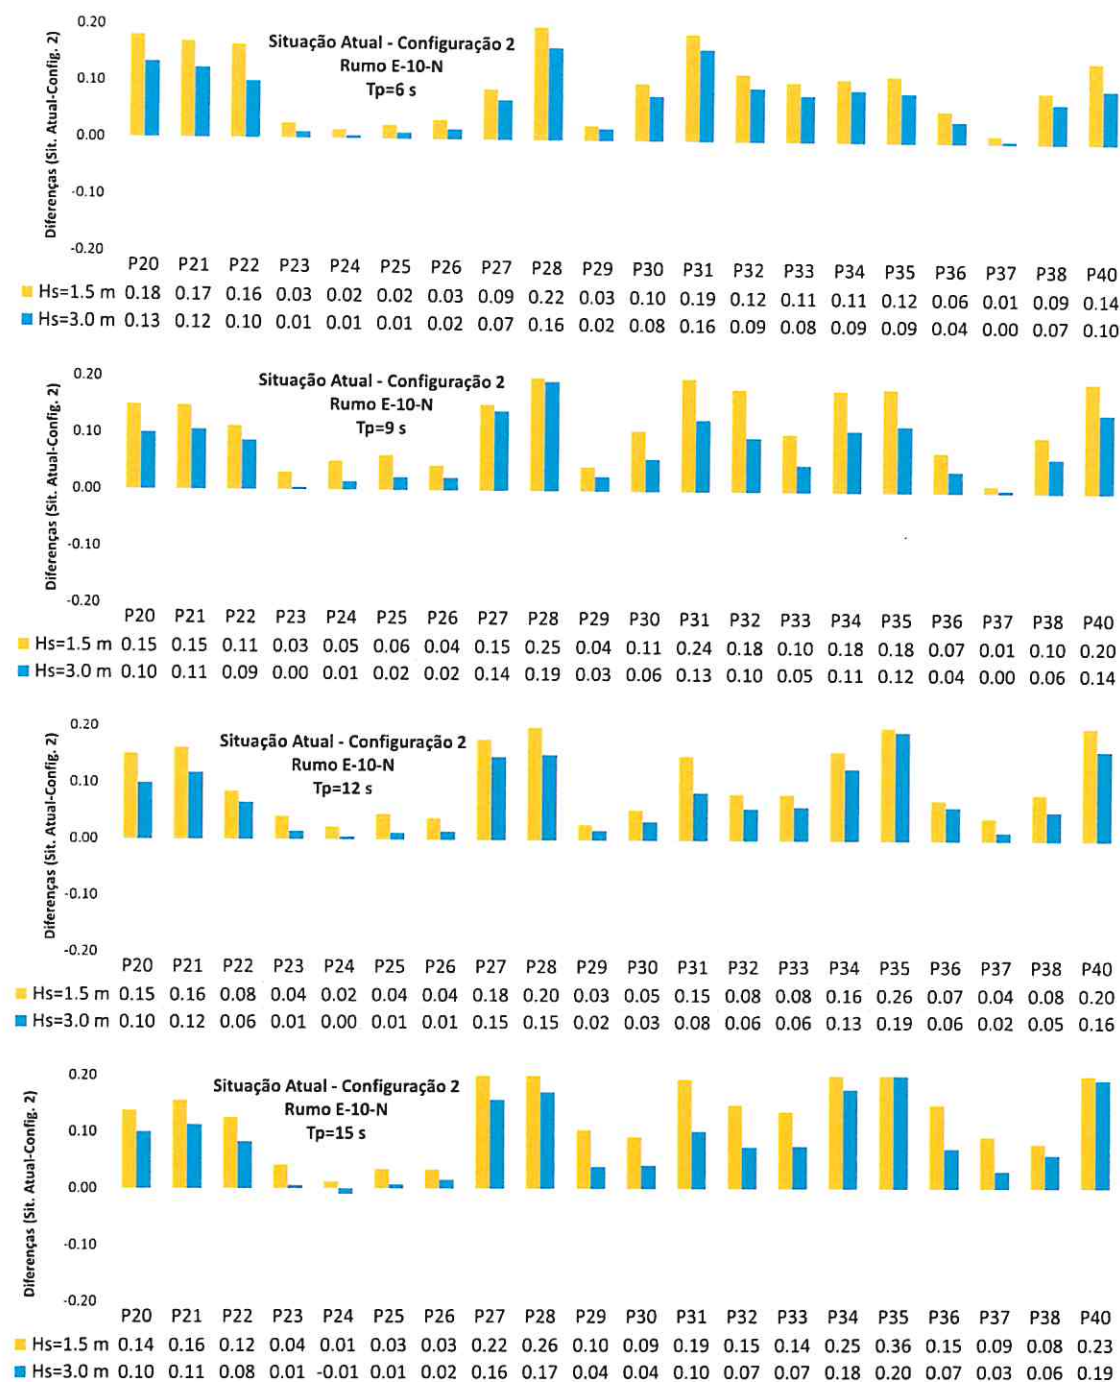 Diferenças (Sit. Atual-Config. 2)
0.20
0.10
0.00
-0.10
-0.20
Situação Atual - Configuração 2
Rumo E-10-N
Tp=6 s
P20 P21 P22 P23 P24 P25 P26 P27 P28 P29 P30 P31 P32 P33 P34 P35 P36 P37 P38 P40
Hs=1.5 m 0.18 0.17 0.16 0.03 0.02 0.02 0.03 0.09 0.22 0.03 0.10 0.19 0.12 0.11 0.11 0.12 0.06 0.01 0.09 0.14
Hs=3.0 m 0.13 0.12 0.10 0.01 0.01 0.01 0.02 0.07 0.16 0.02 0.08 0.16 0.09 0.08 0.09 0.09 0.04 0.00 0.07 0.10
Diferenças (Sit. Atual-Config. 2)
0.20
0.10
0.00
-0.10
-0.20
Situação Atual - Configuração 2
Rumo E-10-N
Tp=9 s
P20 P21 P22 P23 P24 P25 P26 P27 P28 P29 P30 P31 P32 P33 P34 P35 P36 P37 P38 P40
Hs=1.5 m 0.15 0.15 0.11 0.03 0.05 0.06 0.04 0.15 0.25 0.04 0.11 0.24 0.18 0.10 0.18 0.18 0.07 0.01 0.10 0.20
Hs=3.0 m 0.10 0.11 0.09 0.00 0.01 0.02 0.02 0.14 0.19 0.03 0.06 0.13 0.10 0.05 0.11 0.12 0.04 0.00 0.06 0.14
Diferenças (Sit. Atual-Config. 2)
0.20
0.10
0.00
-0.10
-0.20
Situação Atual - Configuração 2
Rumo E-10-N
Tp=12 s
P20 P21 P22 P23 P24 P25 P26 P27 P28 P29 P30 P31 P32 P33 P34 P35 P36 P37 P38 P40
Hs=1.5 m 0.15 0.16 0.08 0.04 0.02 0.04 0.04 0.18 0.20 0.03 0.05 0.15 0.08 0.08 0.16 0.26 0.07 0.04 0.08 0.20
Hs=3.0 m 0.10 0.12 0.06 0.01 0.00 0.01 0.01 0.15 0.15 0.02 0.03 0.08 0.06 0.06 0.13 0.19 0.06 0.02 0.05 0.16
Diferenças (Sit. Atual-Config. 2)
0.20
0.10
0.00
-0.10
-0.20
Situação Atual - Configuração 2
Rumo E-10-N
Tp=15 s
P20 P21 P22 P23 P24 P25 P26 P27 P28 P29 P30 P31 P32 P33 P34 P35 P36 P37 P38 P40
Hs=1.5 m 0.14 0.16 0.12 0.04 0.01 0.03 0.03 0.22 0.26 0.10 0.09 0.19 0.15 0.14 0.25 0.36 0.15 0.09 0.08 0.23
Hs=3.0 m 0.10 0.11 0.08 0.01 -0.01 0.01 0.02 0.16 0.17 0.04 0.04 0.10 0.07 0.07 0.18 0.20 0.07 0.03 0.06 0.19